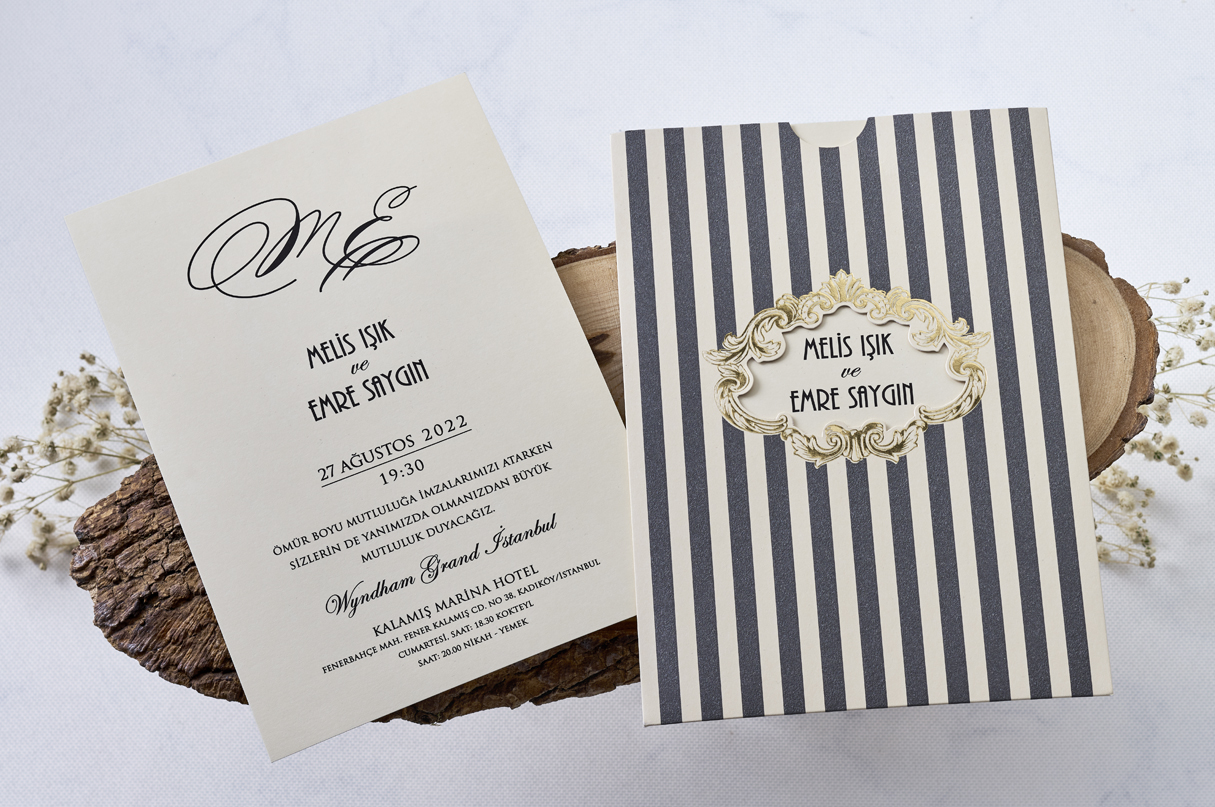 ME
MELİS IŞIK
ve
EMRE SAYGIN
27 AĞUSTOS 2022
19:30
ÖMÜR BOYU MUTLULUĞA İMZALARIMIZI ATARKEN
SİZLERİN DE YANIMIZDA OLMANIZDAN BÜYÜK
MUTLULUK DUYACAĞIZ.
Wyndham Grand İstanbul
KALAMIŞ MARİNA HOTEL
FENERBAHÇE MAH. FENER KALAMIŞ CD. NO 38, KADIKÖY/İSTANBUL
CUMARTESİ, SAAT: 18.30 KOKTEYL
SAAT: 20.00 NİKAH - YEMEK
MELİS IŞIK
ve
EMRE SAYGIN